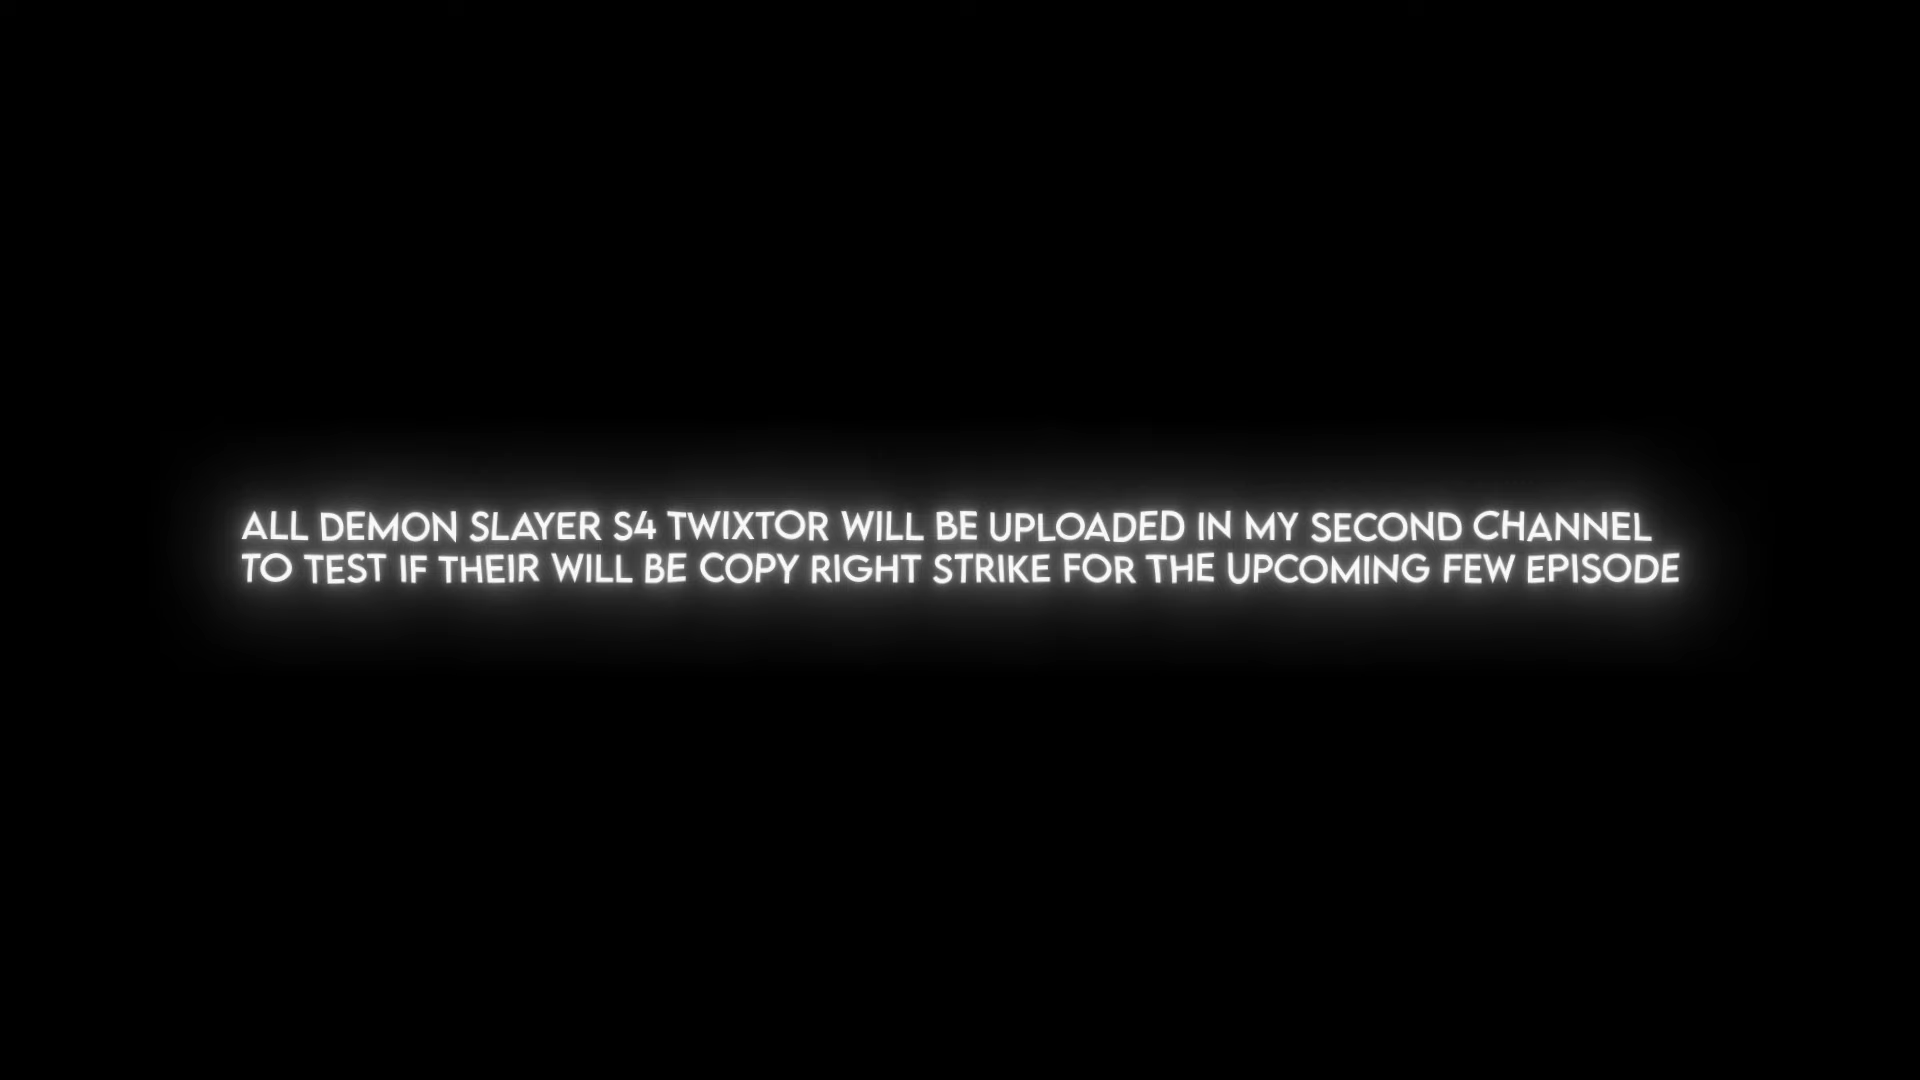 ALL DEMON SLAYER S4 TWIXTOR WILL BE UPLOADED IN MY SECOND CHANNEL
TO TEST IF THEIR WILL BE COPY RIGHT STRIKE FOR THE UPCOMING FEW EPISODE